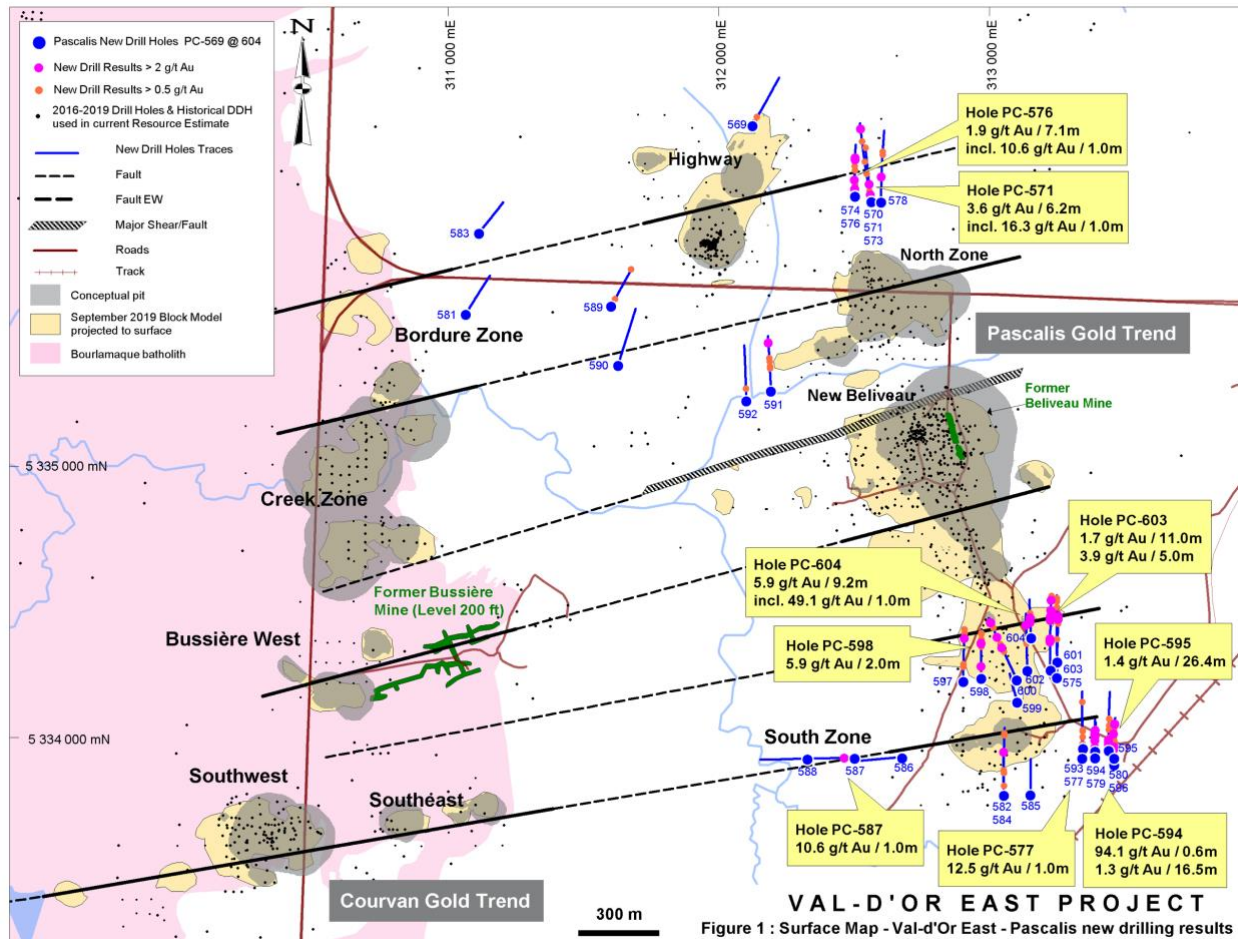 311 000 mE
312 000 mE
313 000 mE
N
Pascalis New Drill Holes PC-569 @ 604
New Drill Results > 2 g/t Au
New Drill Results > 0.5 g/t Au
2016-2019 Drill Holes & Historical DDH
used in current Resource Estimate
New Drill Holes Traces
Fault
Fault EW
Major Shear/Fault
Roads
Track
Conceptual pit
September 2019 Block Model
projected to surface
Bourlamaque batholith
569
Highway
Hole PC-576
1.9 g/t Au / 7.1m
incl. 10.6 g/t Au / 1.0m
Hole PC-571
3.6 g/t Au / 6.2m
incl. 16.3 g/t Au / 1.0m
574
576
570
571
573
578
583
581
589
590
Bordure Zone
North Zone
Pascalis Gold Trend
592
591
New Beliveau
Former
Beliveau Mine
5 335 000 mN
Creek Zone
Hole PC-603
1.7 g/t Au / 11.0m
3.9 g/t Au / 5.0m
Hole PC-604
5.9 g/t Au / 9.2m
incl. 49.1 g/t Au / 1.0m
Former Bussière
Mine (Level 200 ft)
Bussière West
Hole PC-598
5.9 g/t Au / 2.0m
Hole PC-595
1.4 g/t Au / 26.4m
604
597
598
602
600
599
601
603
575
5 334 000 mN
South Zone
588
587
586
595
593
577
594
579
580
596
582
584
585
Southwest
Southeast
Hole PC-587
10.6 g/t Au / 1.0m
Hole PC-577
12.5 g/t Au / 1.0m
Hole PC-594
94.1 g/t Au / 0.6m
1.3 g/t Au / 16.5m
Courvan Gold Trend
300 m
VAL-D'OR EAST PROJECT
Figure 1 : Surface Map - Val-d'Or East - Pascalis new drilling results